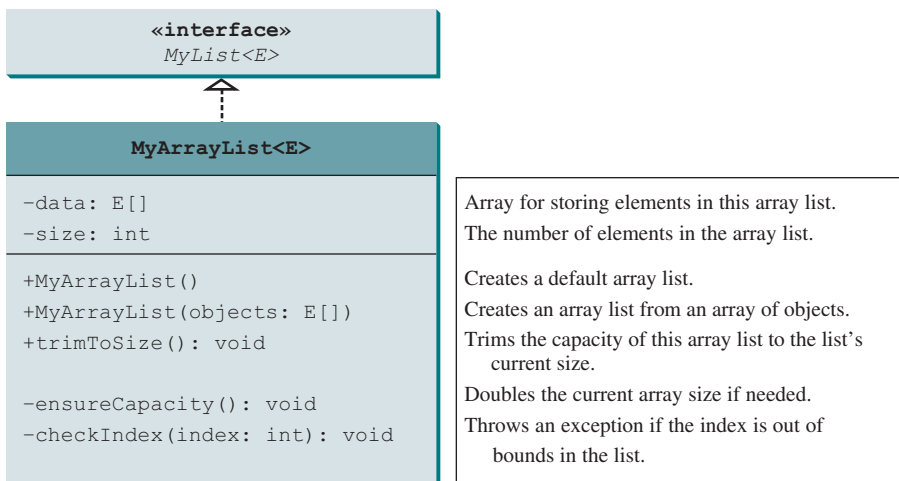 «interface»
MyList<E>
MyArrayList<E>
-data: E[]
-size: int
+MyArrayList()
+MyArrayList(objects: E[])
+trimToSize(): void
-ensureCapacity(): void
-checkIndex(index: int): void
Array for storing elements in this array list.
The number of elements in the array list.
Creates a default array list.
Creates an array list from an array of objects.
Trims the capacity of this array list to the list's
current size.
Doubles the current array size if needed.
Throws an exception if the index is out of
bounds in the list.